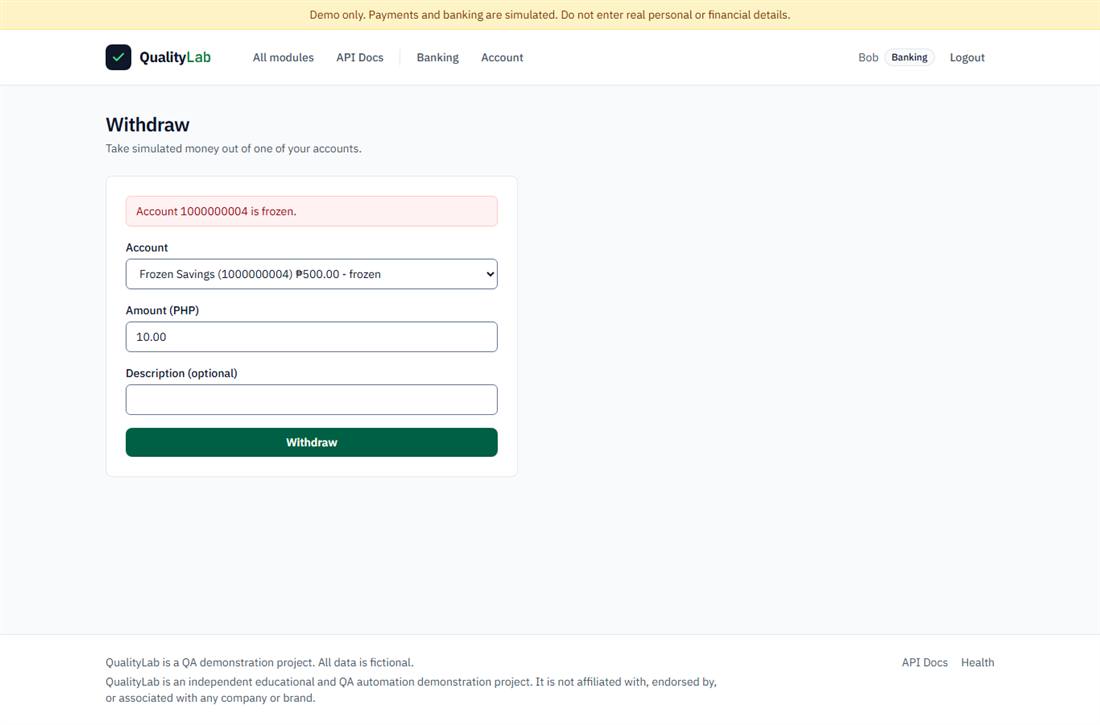 Demo only. Payments and banking are simulated. Do not enter real personal or financial details.
QualityLab All modules API Docs Banking Account Bob Banking Logout
Withdraw
Take simulated money out of one of your accounts.
Account 1000000004 is frozen.
Account
Frozen Savings (1000000004) ₱500.00 - frozen
Amount (PHP)
10.00
Description (optional)
Withdraw
QualityLab is a QA demonstration project. All data is fictional. API Docs Health
QualityLab is an independent educational and QA automation demonstration project. It is not affiliated with, endorsed by,
or associated with any company or brand.